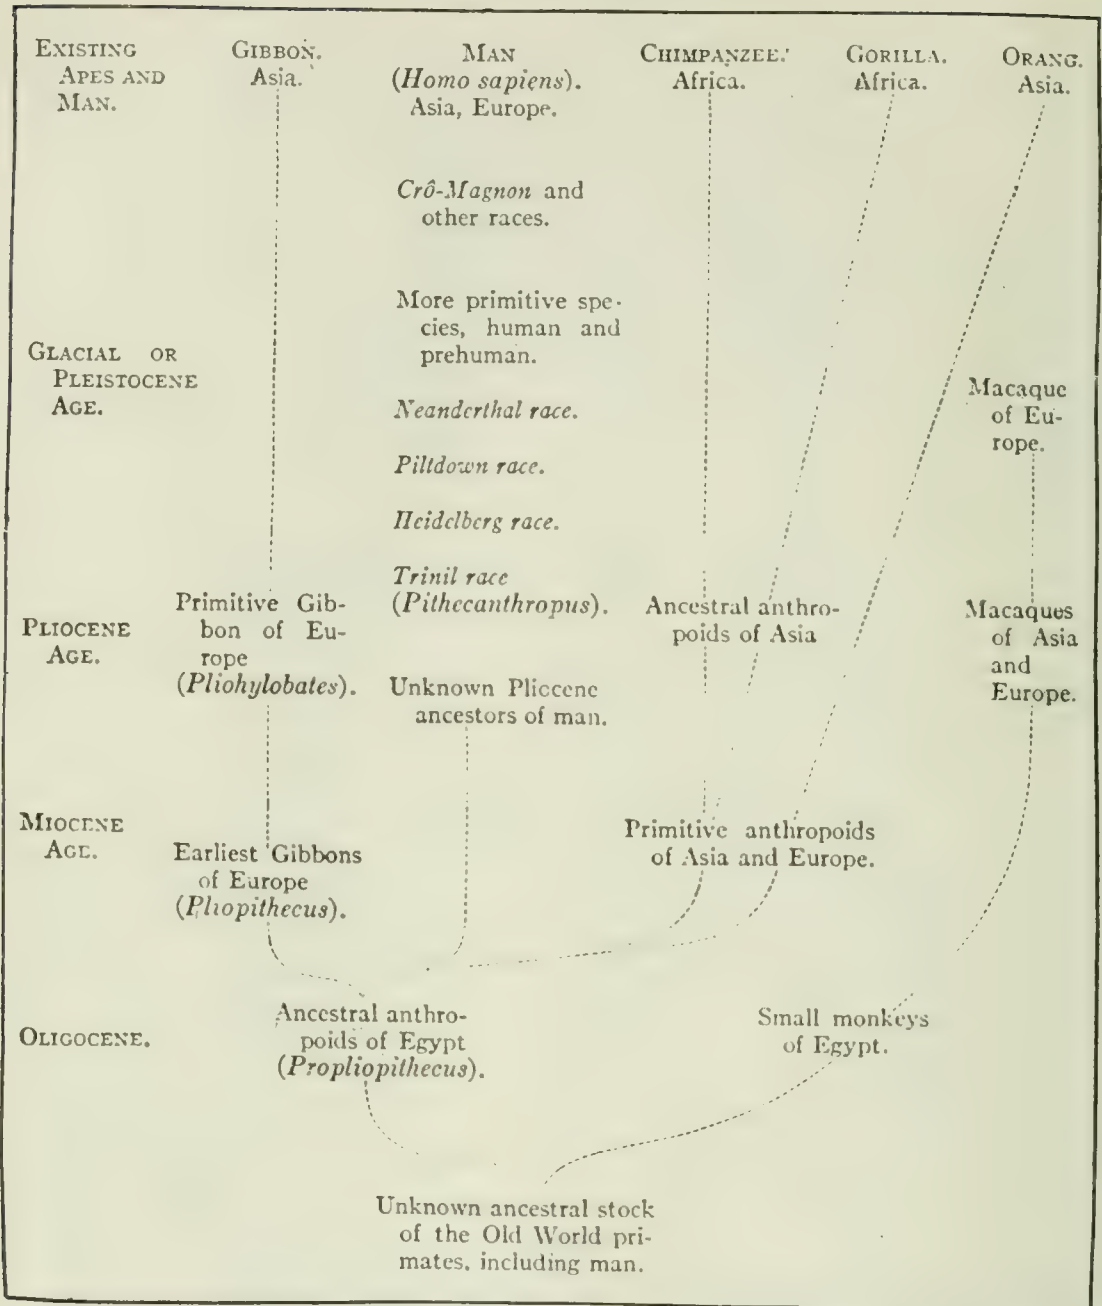 EXISTING APES AND MAN.
GIBBON.
Asia.
MAN
(Homo sapiens).
Asia, Europe.
CHIMPANZEE.
Africa.
GORILLA.
Africa.
ORANG.
Asia.
Crô-Magnon and
other races.
More primitive spe-
cies, human and
prehuman.
GLACIAL OR
PLEISTOCENE
AGE.
Neanderthal race.
Piltdown race.
Heidelberg race.
Trinil race
(Pithecanthropus).
Macaque
of Eu-
rope.
PLIOCENE
AGE.
Primitive Gib-
bon of Eu-
rope
(Pliohylobates).
Unknown Pliocene
ancestors of man.
Ancestral anthro-
poids of Asia
Macaques
of Asia
and
Europe.
MIOCENE
AGE.
Earliest Gibbons
of Europe
(Pliopithecus).
Primitive anthropoids
of Asia and Europe.
OLIGOCENE.
Ancestral anthro-
poids of Egypt
(Propliopithecus).
Small monkeys
of Egypt.
Unknown ancestral stock
of the Old World pri-
mates, including man.